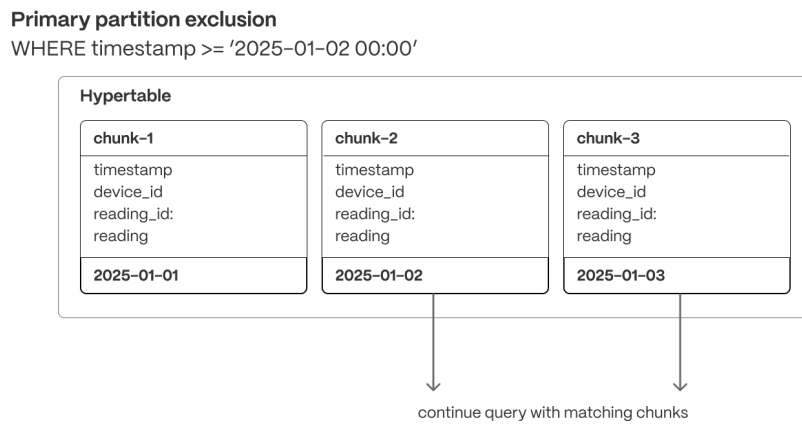 Primary partition exclusion
WHERE timestamp >= ‘2025-01-02 00:00’
Hypertable
chunk-1
timestamp
device_id
reading_id:
reading
2025-01-01
chunk-2
timestamp
device_id
reading_id:
reading
2025-01-02
chunk-3
timestamp
device_id
reading_id:
reading
2025-01-03
continue query with matching chunks